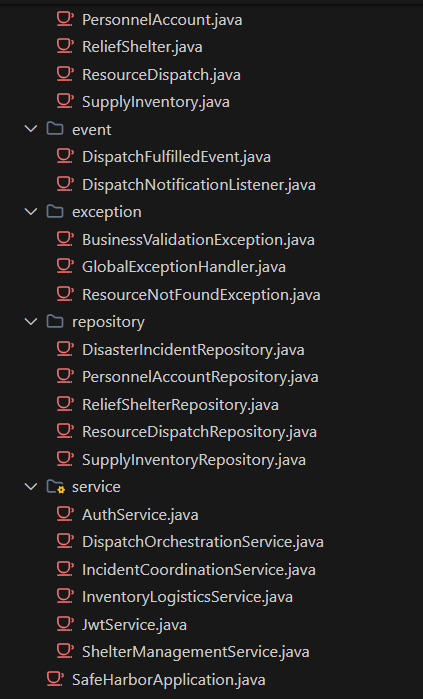 PersonnelAccount.java
ReliefShelter.java
ResourceDispatch.java
SupplyInventory.java
event
DispatchFulfilledEvent.java
DispatchNotificationListener.java
exception
BusinessValidationException.java
GlobalExceptionHandler.java
ResourceNotFoundException.java
repository
DisasterIncidentRepository.java
PersonnelAccountRepository.java
ReliefShelterRepository.java
ResourceDispatchRepository.java
SupplyInventoryRepository.java
service
AuthService.java
DispatchOrchestrationService.java
IncidentCoordinationService.java
InventoryLogisticsService.java
JwtService.java
ShelterManagementService.java
SafeHarborApplication.java